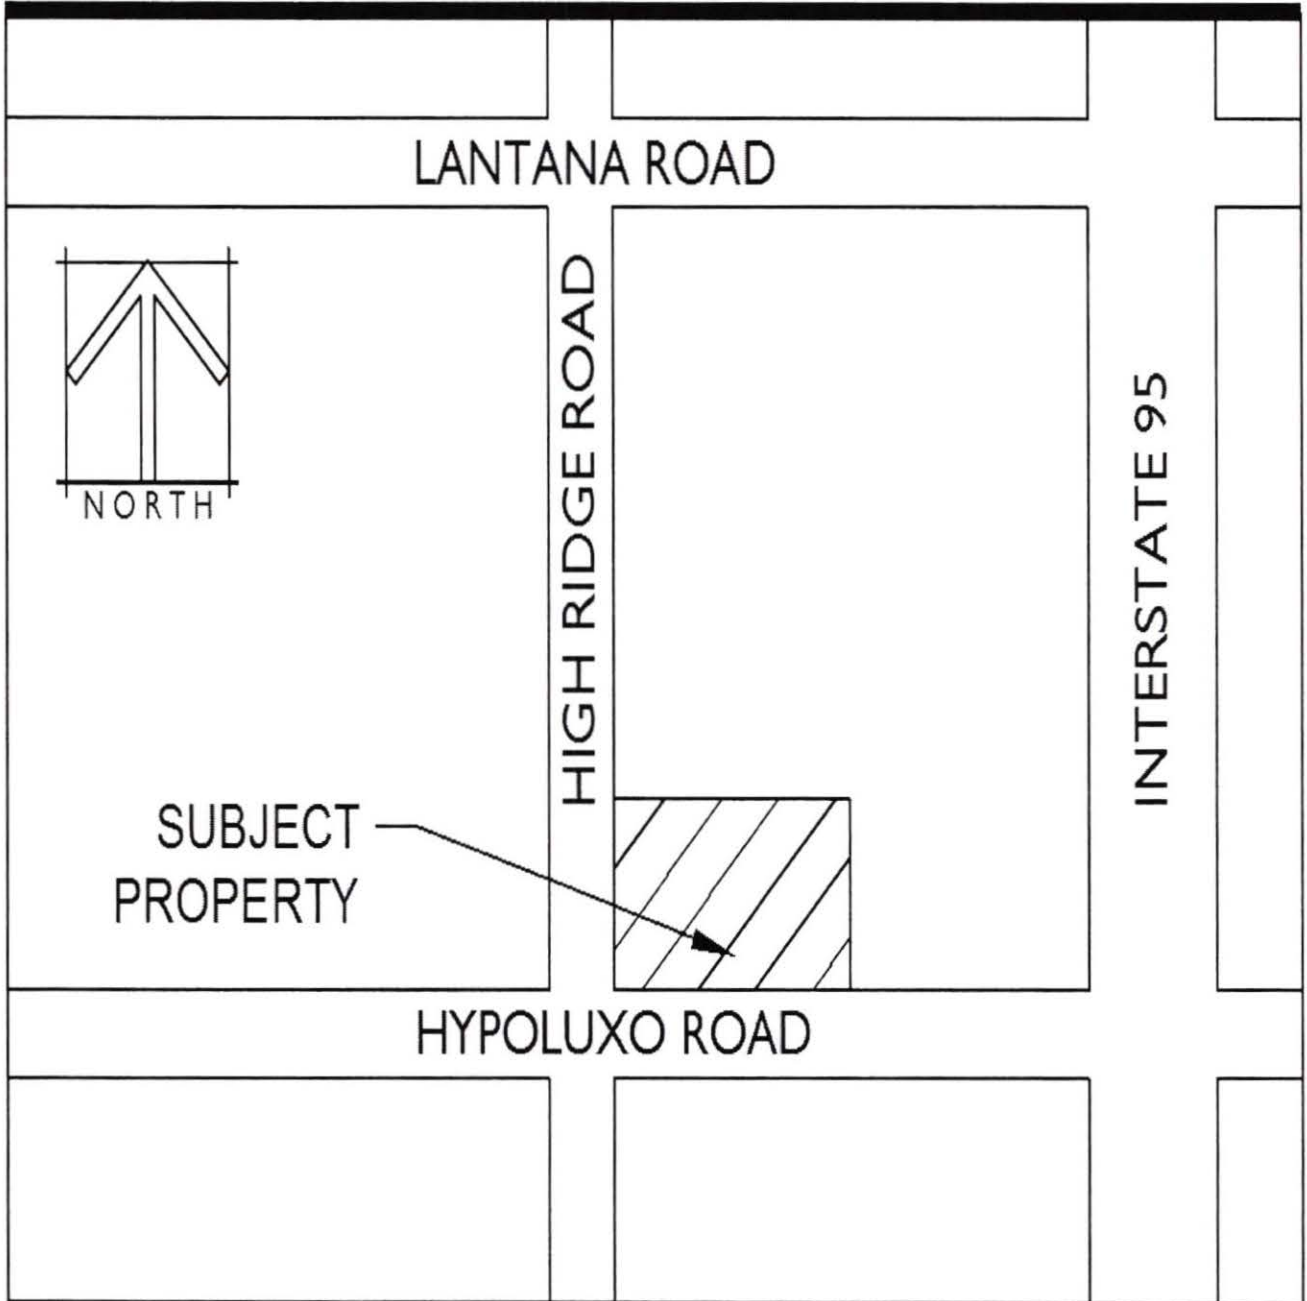 LANTANA ROAD
NORTH
HIGH RIDGE ROAD
INTERSTATE 95
SUBJECT
PROPERTY
HYPOLUXO ROAD